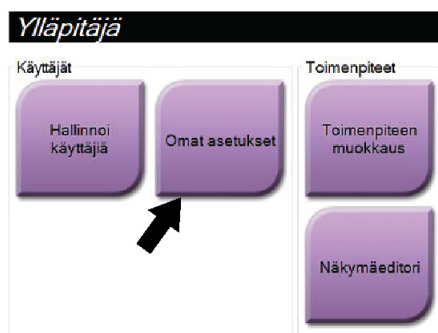 Ylläpitäjä
Käyttäjät
Toimenpiteet
Hallinnoi
käyttäjiä
Omat asetukset
Toimenpiteen
muokkaus
Näkymäeditori